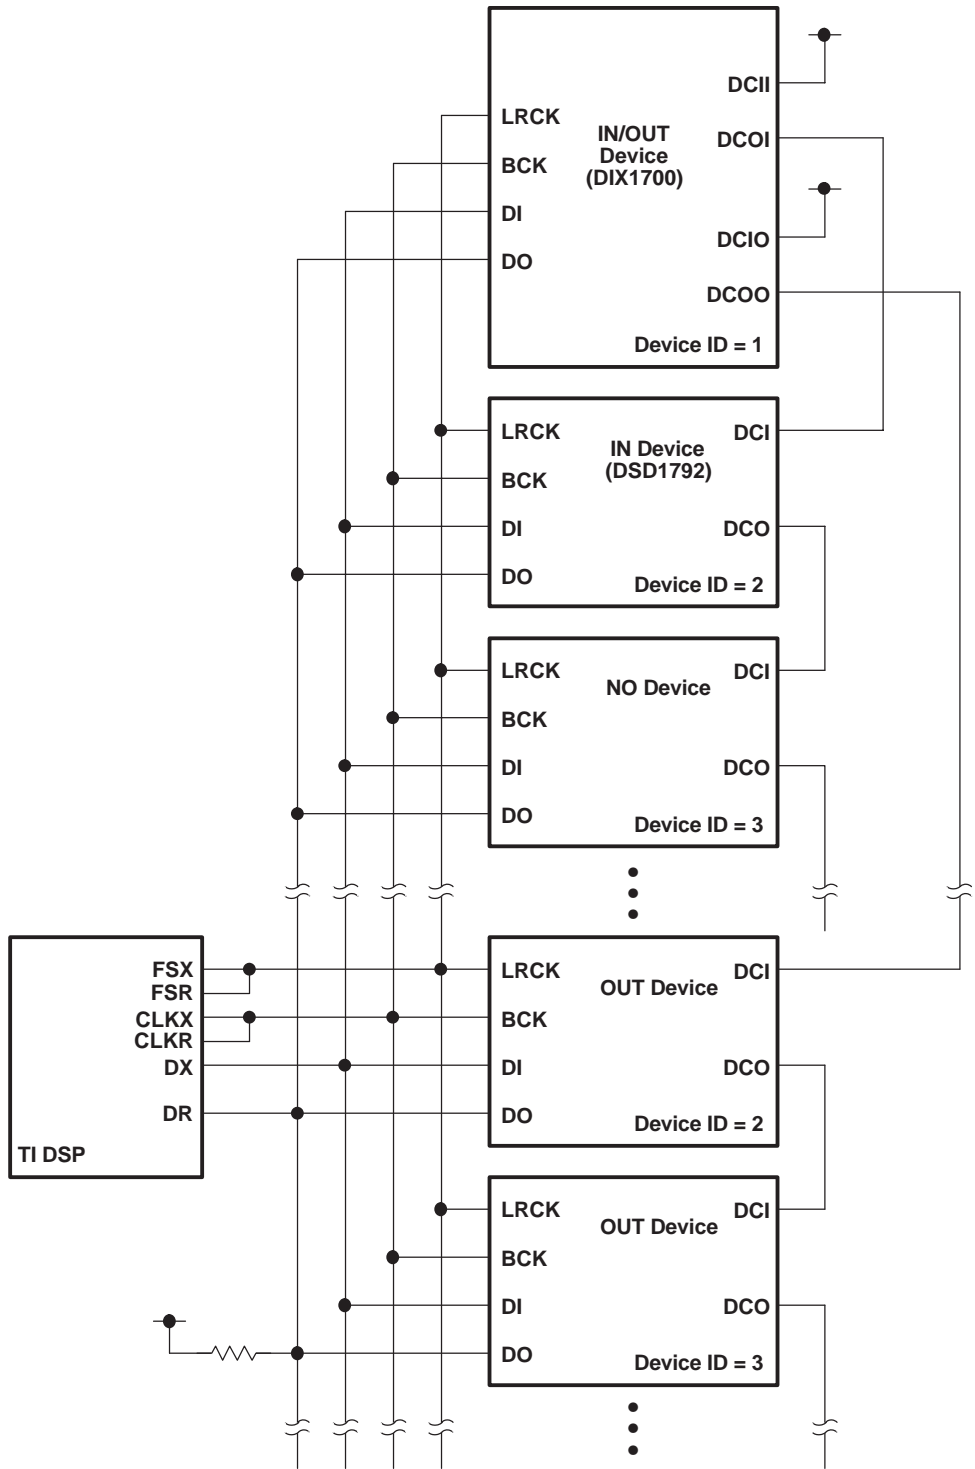 DCII
LRCK
IN/OUT
Device
(DIX1700)
DCOI
BCK
DI
DCIO
DO
DCOO
Device ID = 1
LRCK
IN Device
(DSD1792)
DCI
BCK
DI
DCO
DO
Device ID = 2
LRCK
NO Device
DCI
BCK
DI
DCO
DO
Device ID = 3
FSX
FSR
CLKX
CLKR
DX
DR
TI DSP
LRCK
OUT Device
DCI
BCK
DI
DCO
DO
Device ID = 2
LRCK
OUT Device
DCI
BCK
DI
DCO
DO
Device ID = 3